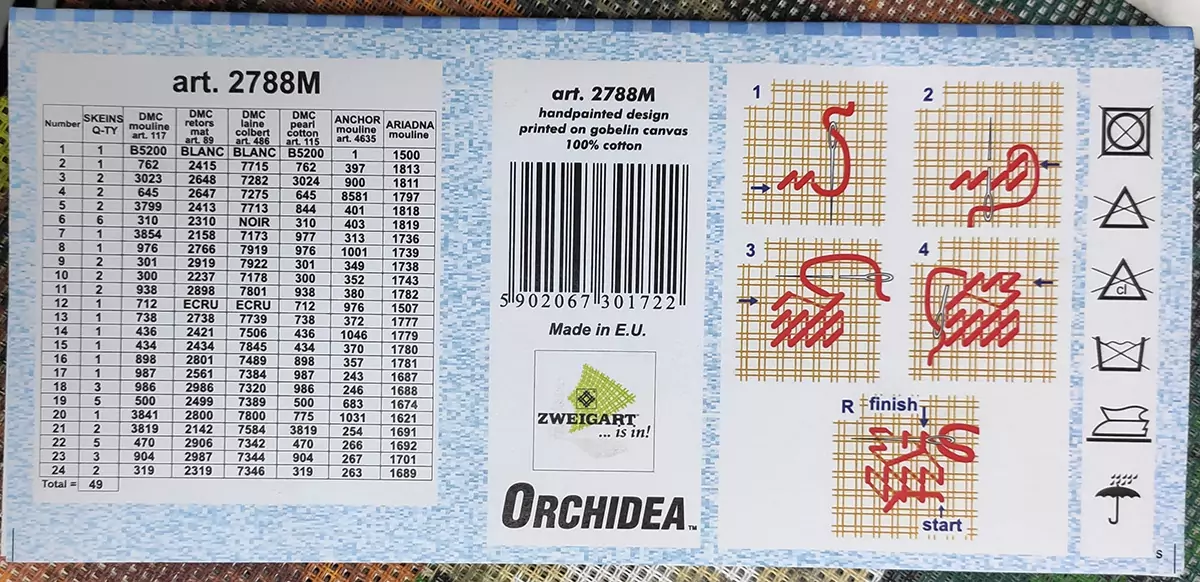 art. 2788M
Number SKEINS Q-TY DMC mouline art. 117 DMC retors mat art. 89 DMC laine colbert art. 486 DMC pearl cotton art. 115 ANCHOR mouline art. 4635 ARIADNA mouline
1 1 B5200 BLANC BLANC B5200 1 1500
2 1 762 2415 7715 762 397 1813
3 2 3023 2648 7282 3024 900 1811
4 2 645 2647 7275 645 8581 1797
5 2 3799 2413 7713 844 401 1818
6 6 310 2310 NOIR 310 403 1819
7 1 3854 2158 7173 977 313 1736
8 1 976 2766 7919 976 1001 1739
9 2 301 2919 7922 301 349 1738
10 2 300 2237 7178 300 352 1743
11 2 938 2898 7801 938 380 1782
12 1 712 ECRU ECRU 712 976 1507
13 1 738 2738 7739 738 372 1777
14 1 436 2421 7506 436 1046 1779
15 1 434 2434 7845 434 370 1780
16 1 898 2801 7489 898 357 1781
17 1 987 2561 7384 987 243 1687
18 3 986 2986 7320 986 246 1688
19 5 500 2499 7389 500 683 1674
20 1 3841 2800 7800 775 1031 1621
21 2 3819 2142 7584 3819 254 1691
22 5 470 2906 7342 470 266 1692
23 3 904 2987 7344 904 267 1701
24 2 319 2319 7346 319 263 1689
Total = 49
art. 2788M
handpainted design
printed on gobelin canvas
100% cotton
5 902067 301722
Made in E.U.
ZWEIGART
... is in!
ORCHIDEA™
1
2
3
4
R finish
start
cl
s